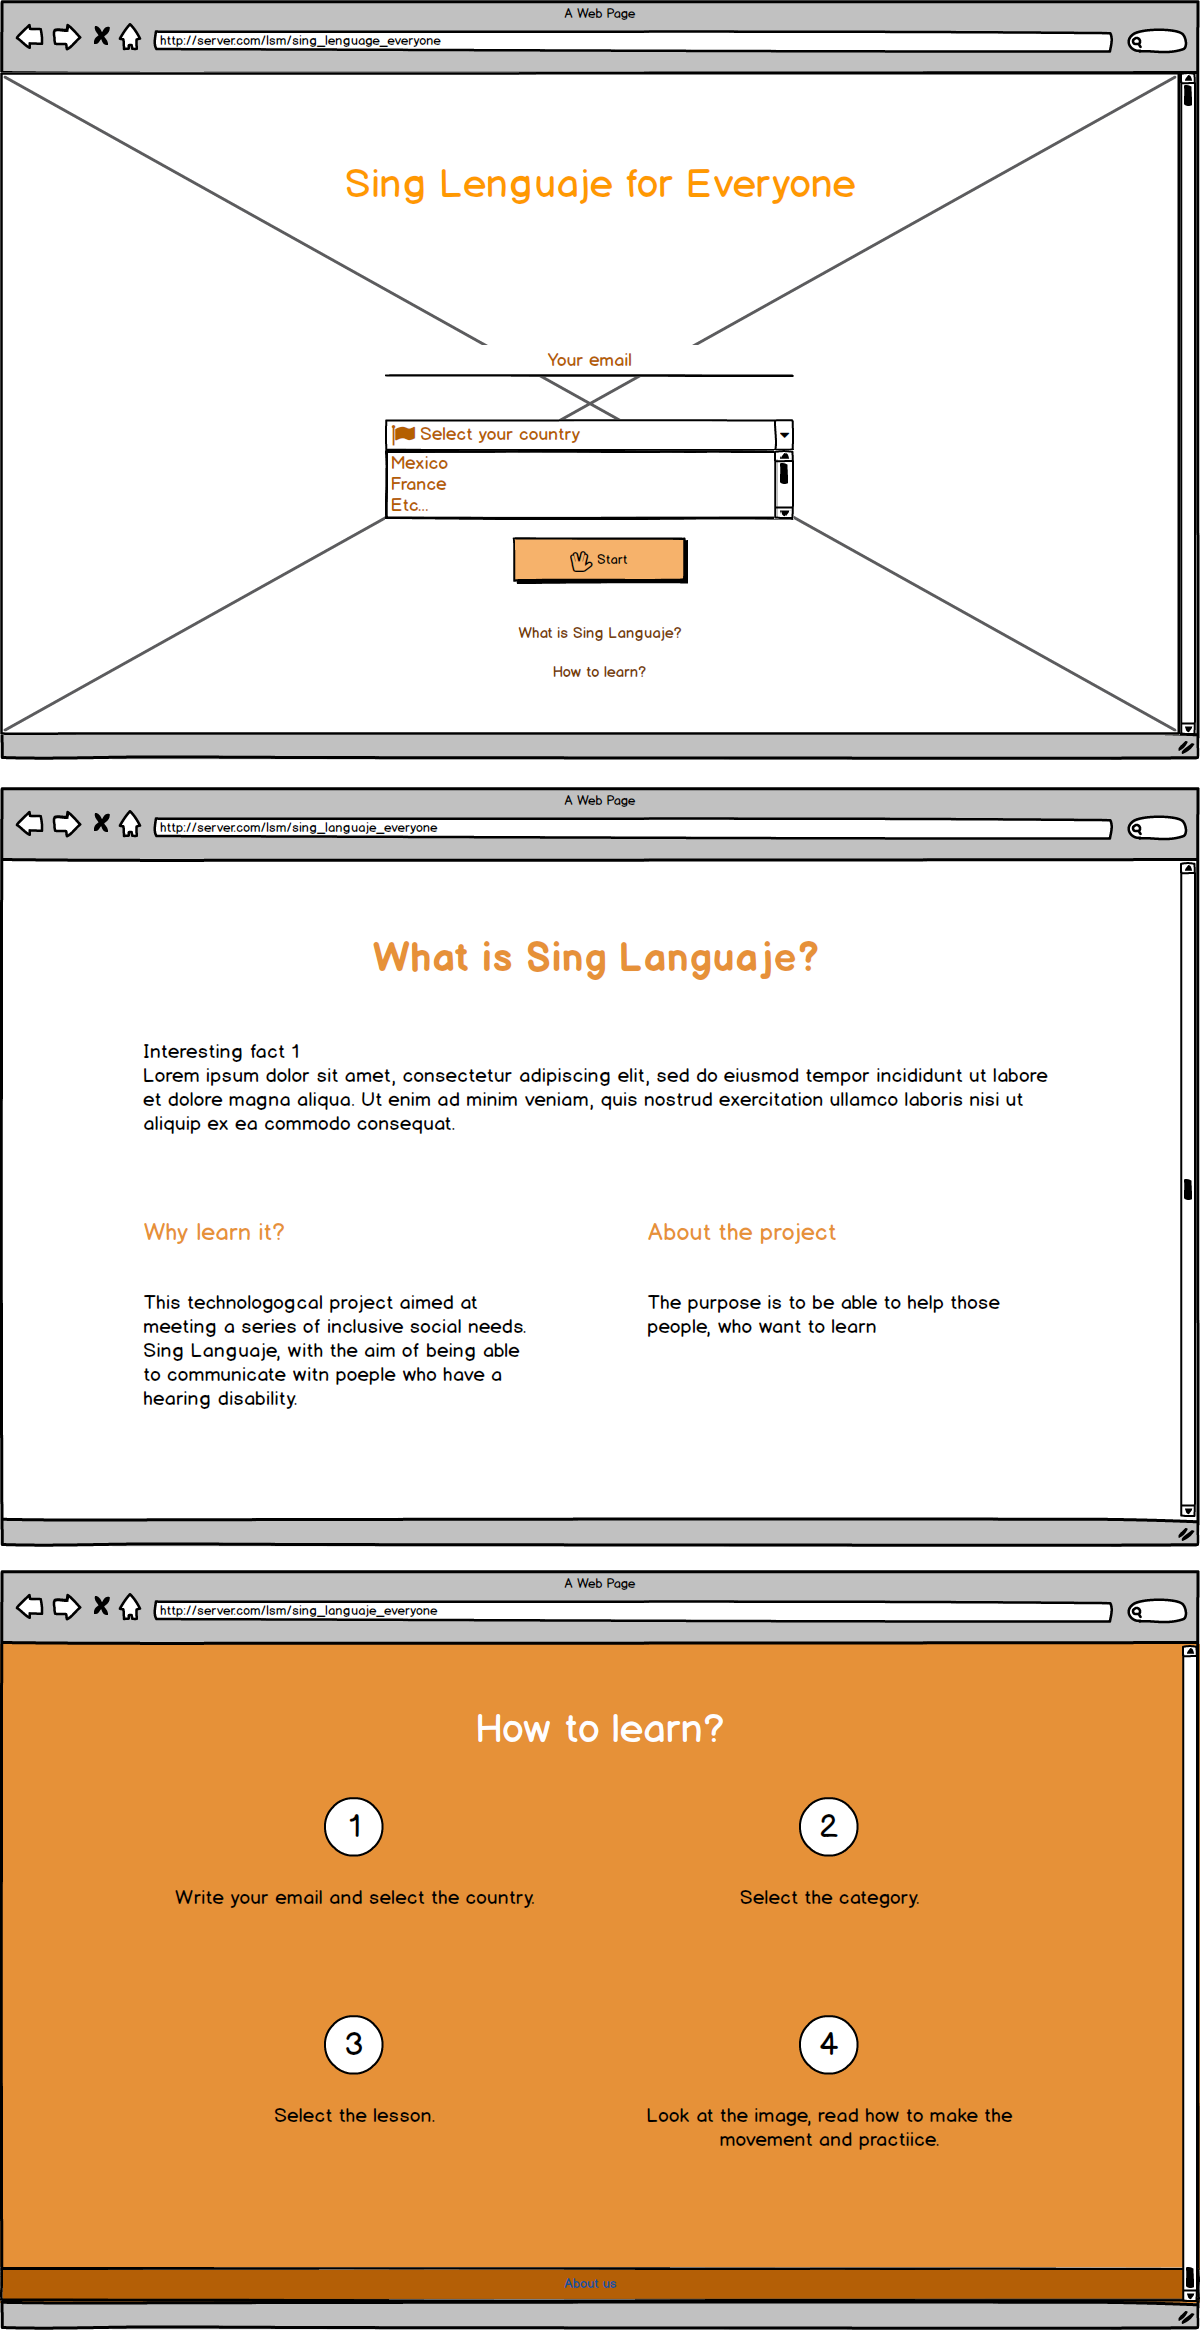 A Web Page
http://server.com/lsm/sing_lenguage_everyone
Sing Lenguaje for Everyone
Your email
Select your country
Mexico
France
Etc...
Start
What is Sing Languaje?
How to learn?
A Web Page
http://server.com/lsm/sing_languaje_everyone
What is Sing Languaje?
Interesting fact 1
Lorem ipsum dolor sit amet, consectetur adipiscing elit, sed do eiusmod tempor incididunt ut labore
et dolore magna aliqua. Ut enim ad minim veniam, quis nostrud exercitation ullamco laboris nisi ut
aliquip ex ea commodo consequat.
Why learn it?
This technologogcal project aimed at
meeting a series of inclusive social needs.
Sing Languaje, with the aim of being able
to communicate witn poeple who have a
hearing disability.
About the project
The purpose is to be able to help those
people, who want to learn
A Web Page
http://server.com/lsm/sing_languaje_everyone
How to learn?
1
Write your email and select the country.
2
Select the category.
3
Select the lesson.
4
Look at the image, read how to make the
movement and practiice.
About us